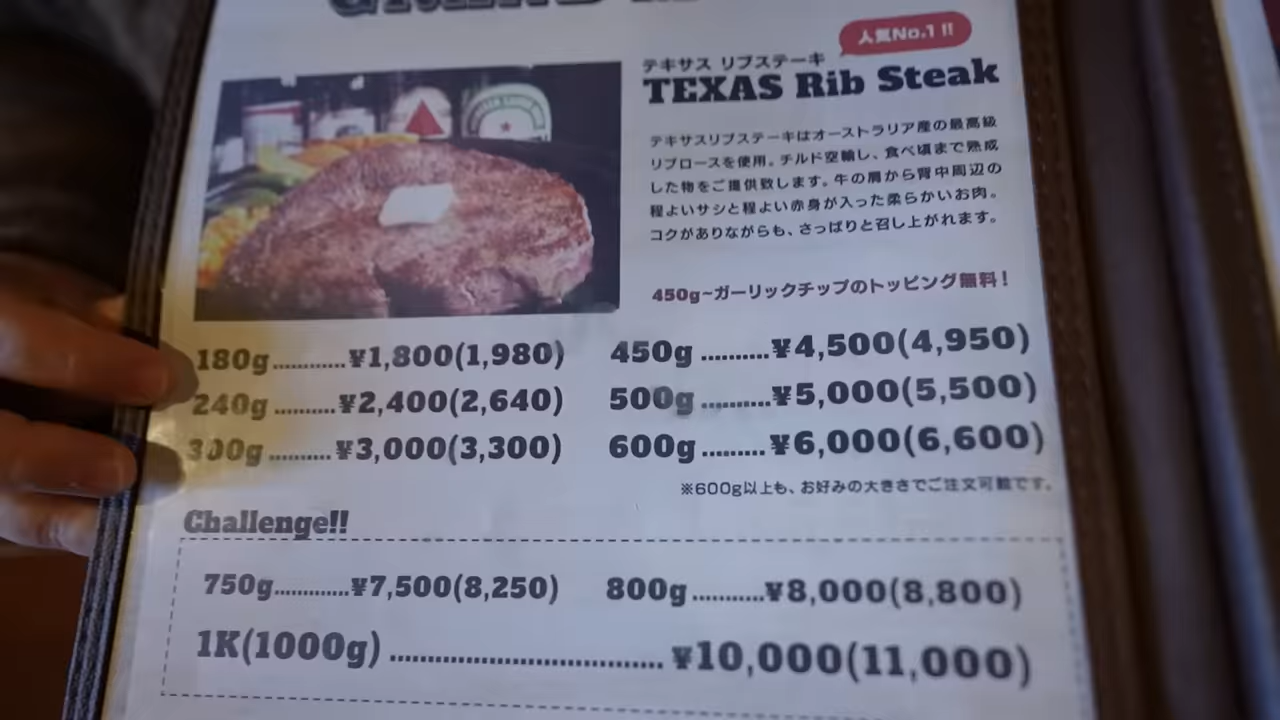 人気No.1 !!
テキサス リブステーキ
TEXAS Rib Steak
テキサスリブステーキはオーストラリア産の最高級
リブロースを使用。チルド空輸し、食べ頃まで熟成
した物をご提供致します。牛の肩から背中周辺の
程よいサシと程よい赤身が入った柔らかいお肉。
コクがありながらも、さっぱりと召し上がれます。
450g~ガーリックチップのトッピング無料！
180g............¥1,800(1,980)
450g ..........¥4,500(4,950)
240g ..........¥2,400(2,640)
500g ..........¥5,000(5,500)
300g ..........¥3,000(3,300)
600g .........¥6,000(6,600)
※600g以上も、お好みの大きさでご注文可能です。
Challenge!!
750g............¥7,500(8,250)
800g ..........¥8,000(8,800)
1K(1000g) ...................................¥10,000(11,000)